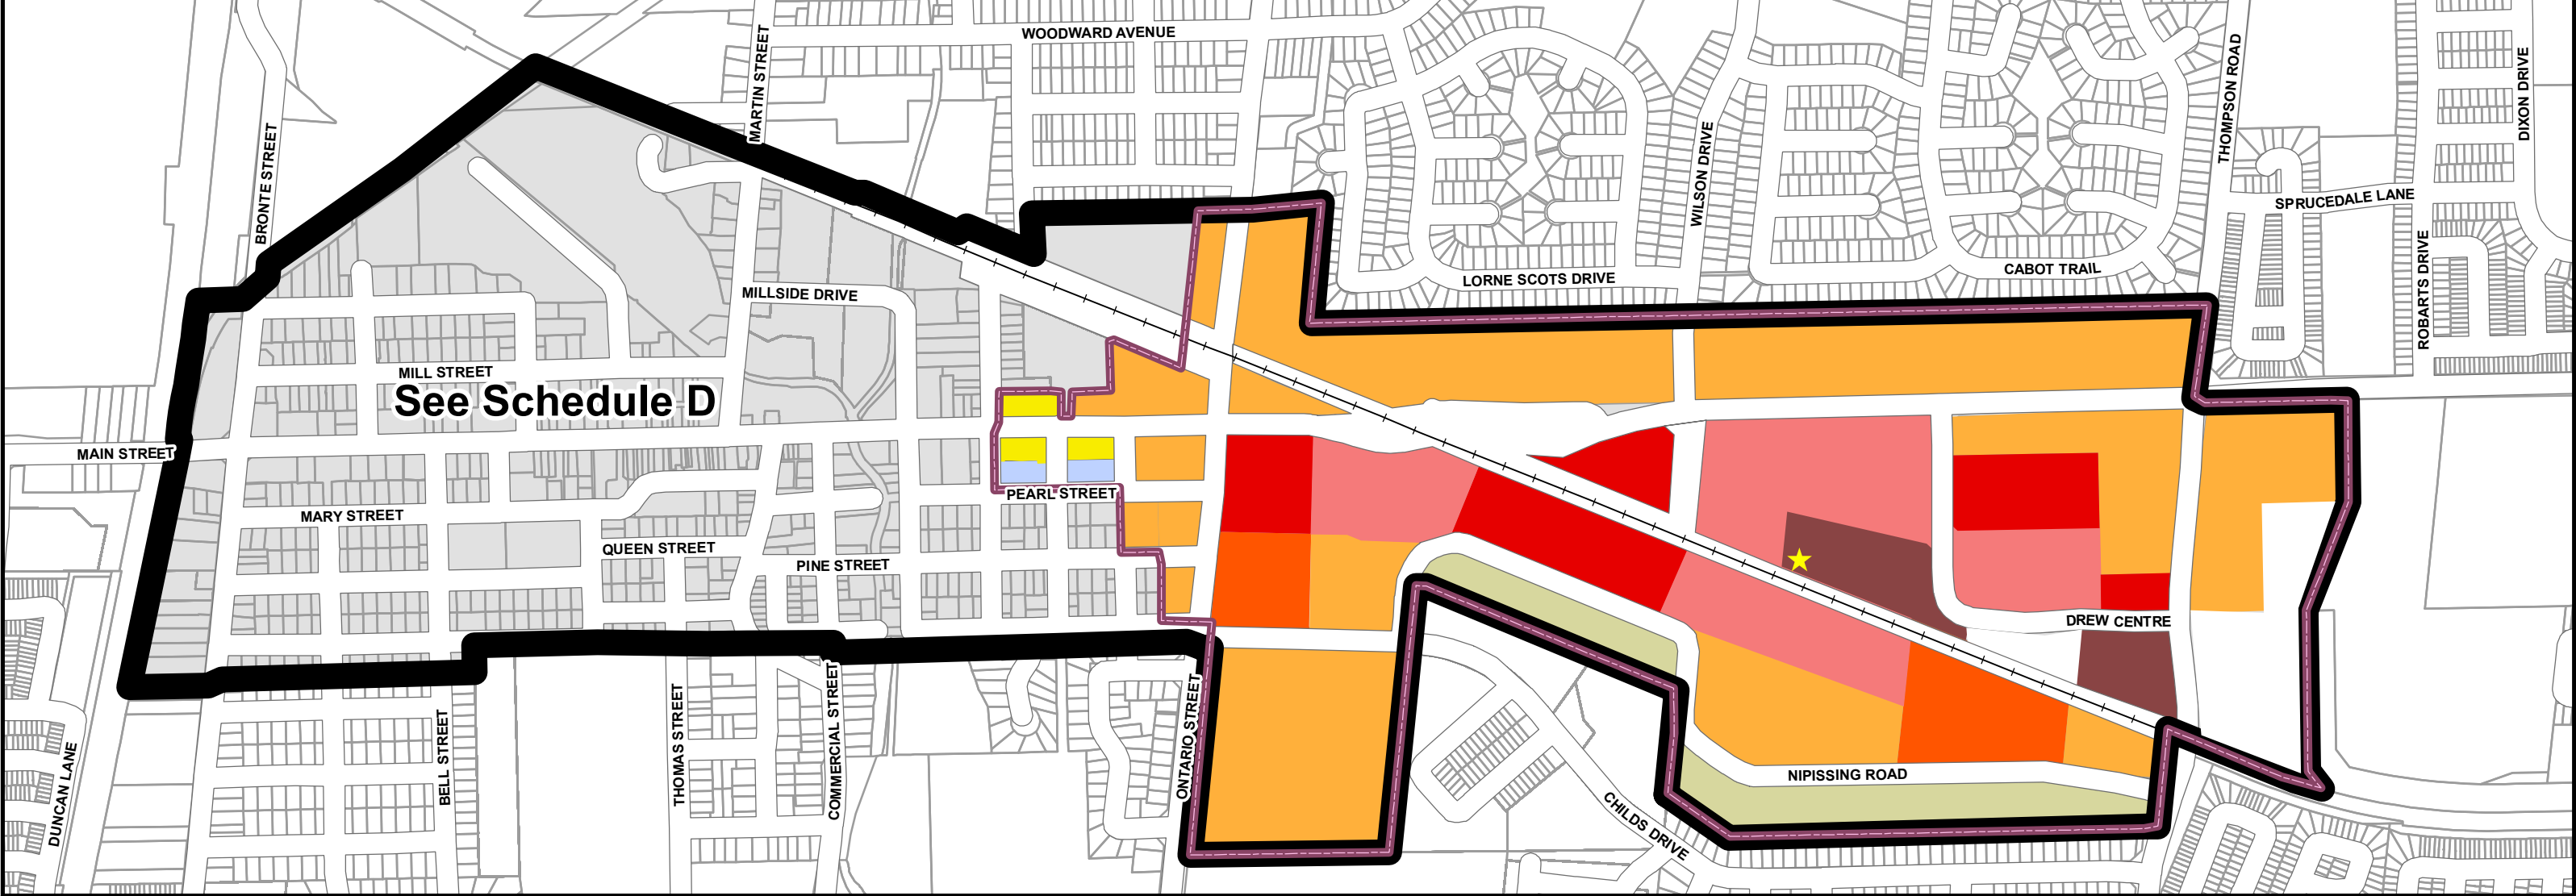 WOODWARD AVENUE
MARTIN STREET
THOMPSON ROAD
DIXON DRIVE
BRONTE STREET
WILSON DRIVE
SPRUCEDALE LANE
ROBARTS DRIVE
LORNE SCOTS DRIVE
CABOT TRAIL
MILLSIDE DRIVE
MILL STREET
See Schedule D
MAIN STREET
PEARL STREET
MARY STREET
QUEEN STREET
PINE STREET
DREW CENTRE
DUNCAN LANE
BELL STREET
THOMAS STREET
COMMERCIAL STREET
ONTARIO STREET
NIPISSING ROAD
CHILDS DRIVE